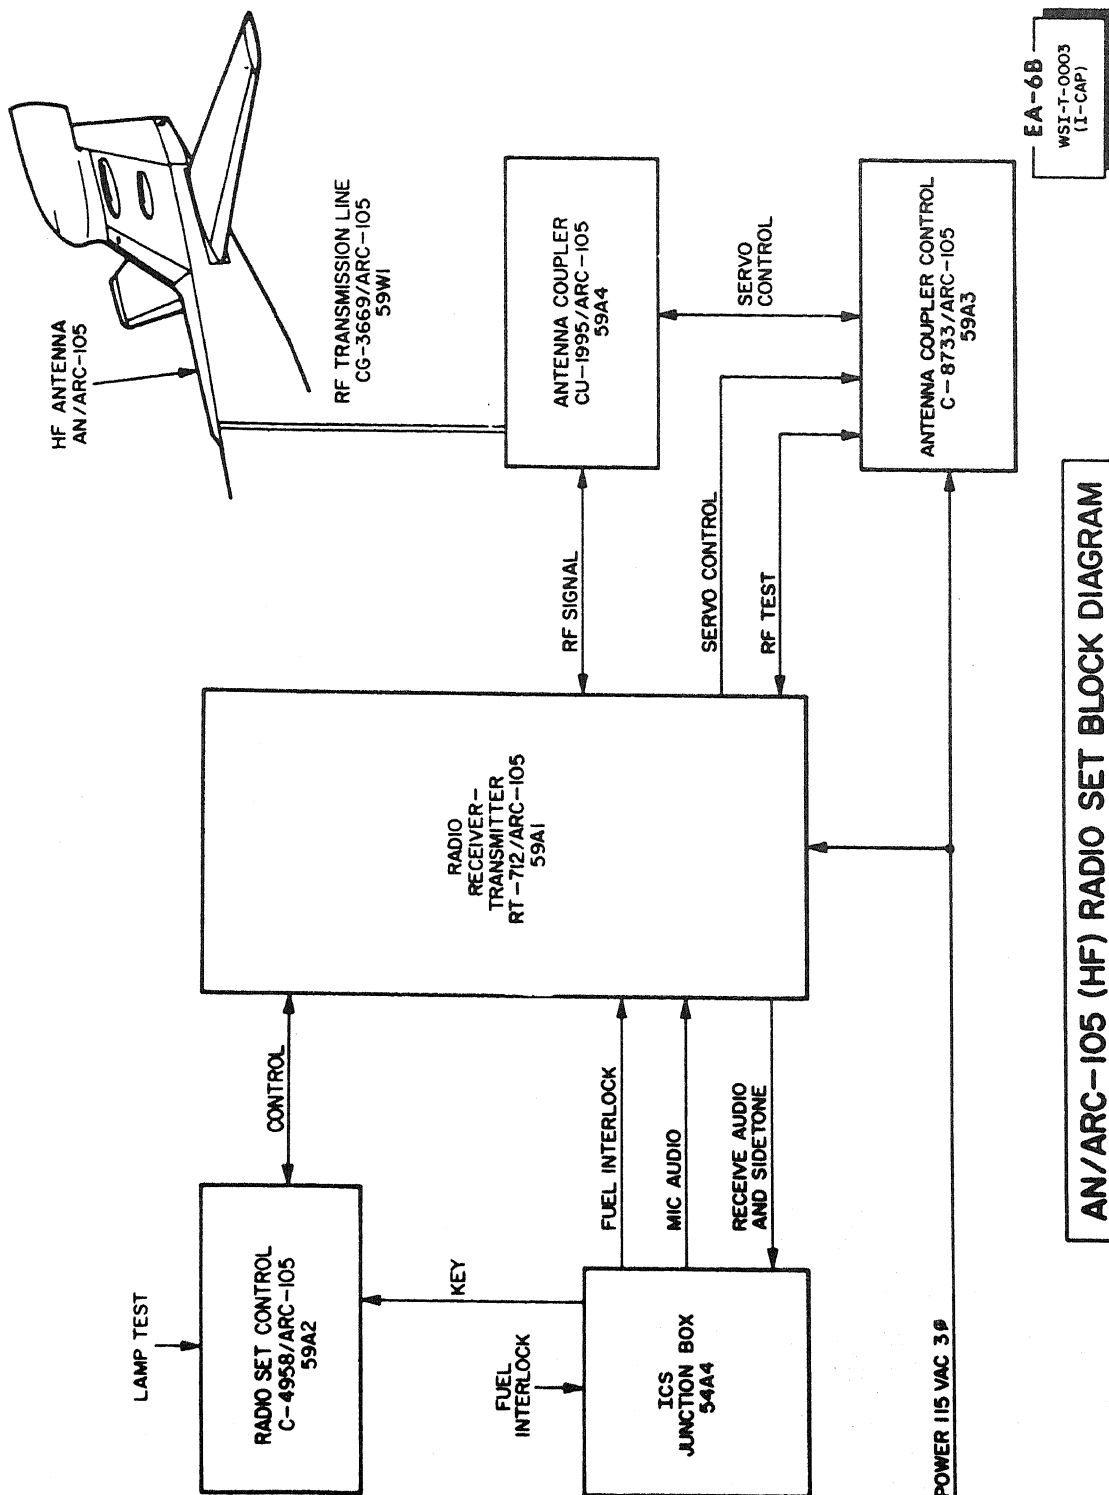 HF ANTENNA
AN/ARC-105
RF TRANSMISSION LINE
CG-3669/ARC-105
59W1
LAMP TEST
RADIO SET CONTROL
C-4958/ARC-105
59A2
CONTROL
RADIO
RECEIVER-
TRANSMITTER
RT-712/ARC-105
59A1
RF SIGNAL
ANTENNA COUPLER
CU-1995/ARC-105
59A4
KEY
FUEL
INTERLOCK
ICS
JUNCTION BOX
54A4
FUEL INTERLOCK
MIC AUDIO
RECEIVE AUDIO
AND SIDETONE
SERVO CONTROL
RF TEST
SERVO
CONTROL
ANTENNA COUPLER CONTROL
C-8733/ARC-105
59A3
POWER 115 VAC 3ø
EA-6B
WSI-T-0003
(I-CAP)
AN/ARC-105 (HF) RADIO SET BLOCK DIAGRAM